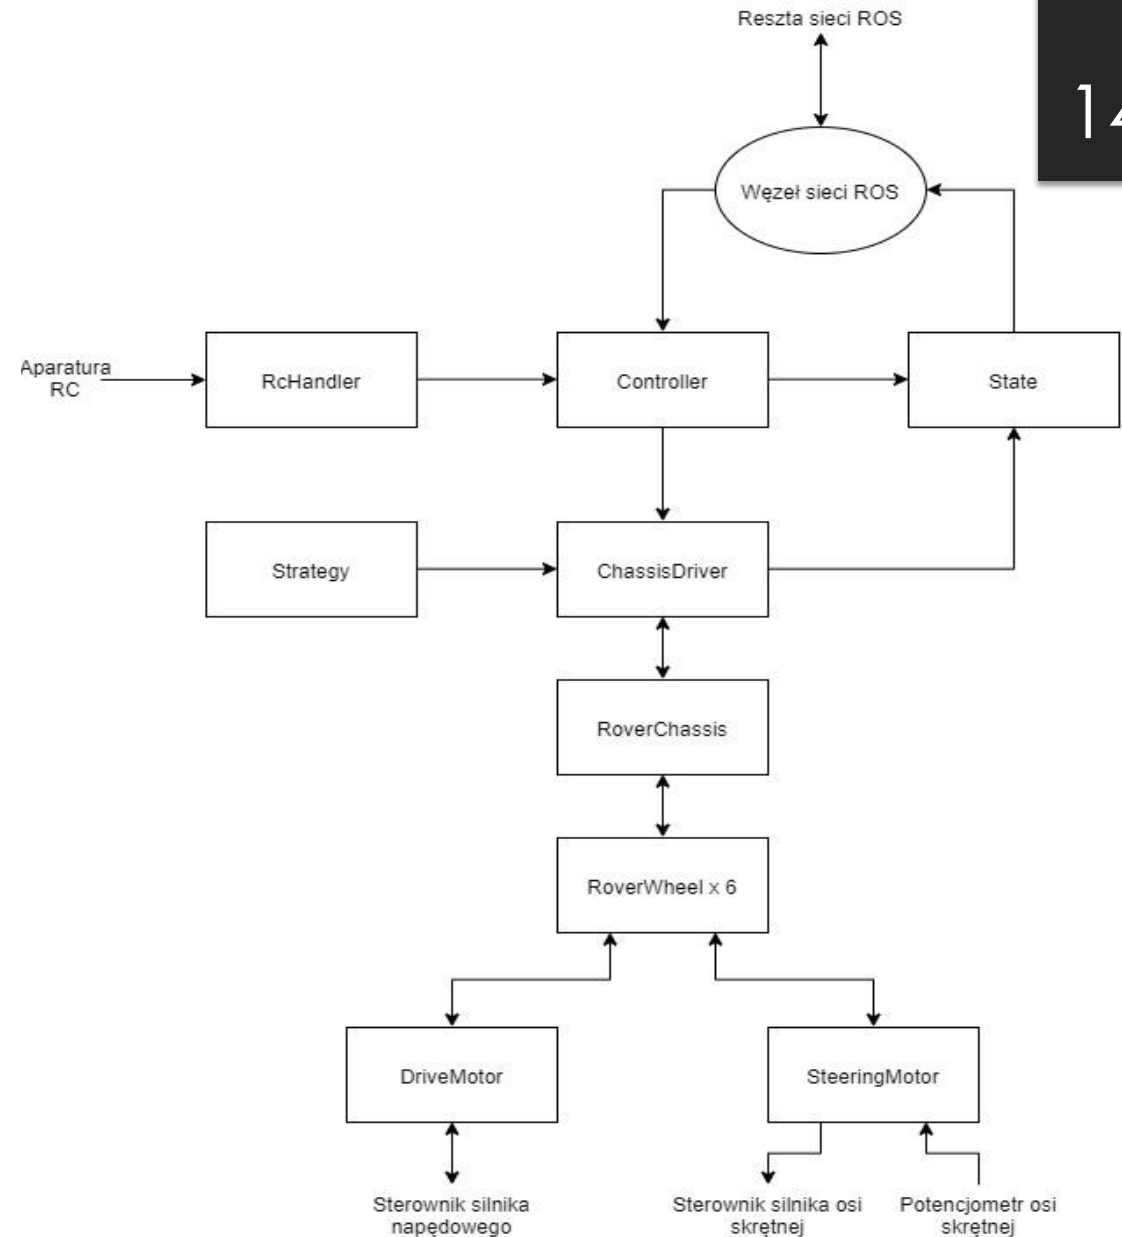 Reszta sieci ROS
14
Węzeł sieci ROS
Aparatura
RC
RcHandler
Controller
State
Strategy
ChassisDriver
RoverChassis
RoverWheel x 6
DriveMotor
SteeringMotor
Sterownik silnika
napędowego
Sterownik silnika osi
skrętnej
Potencjometr osi
skrętnej